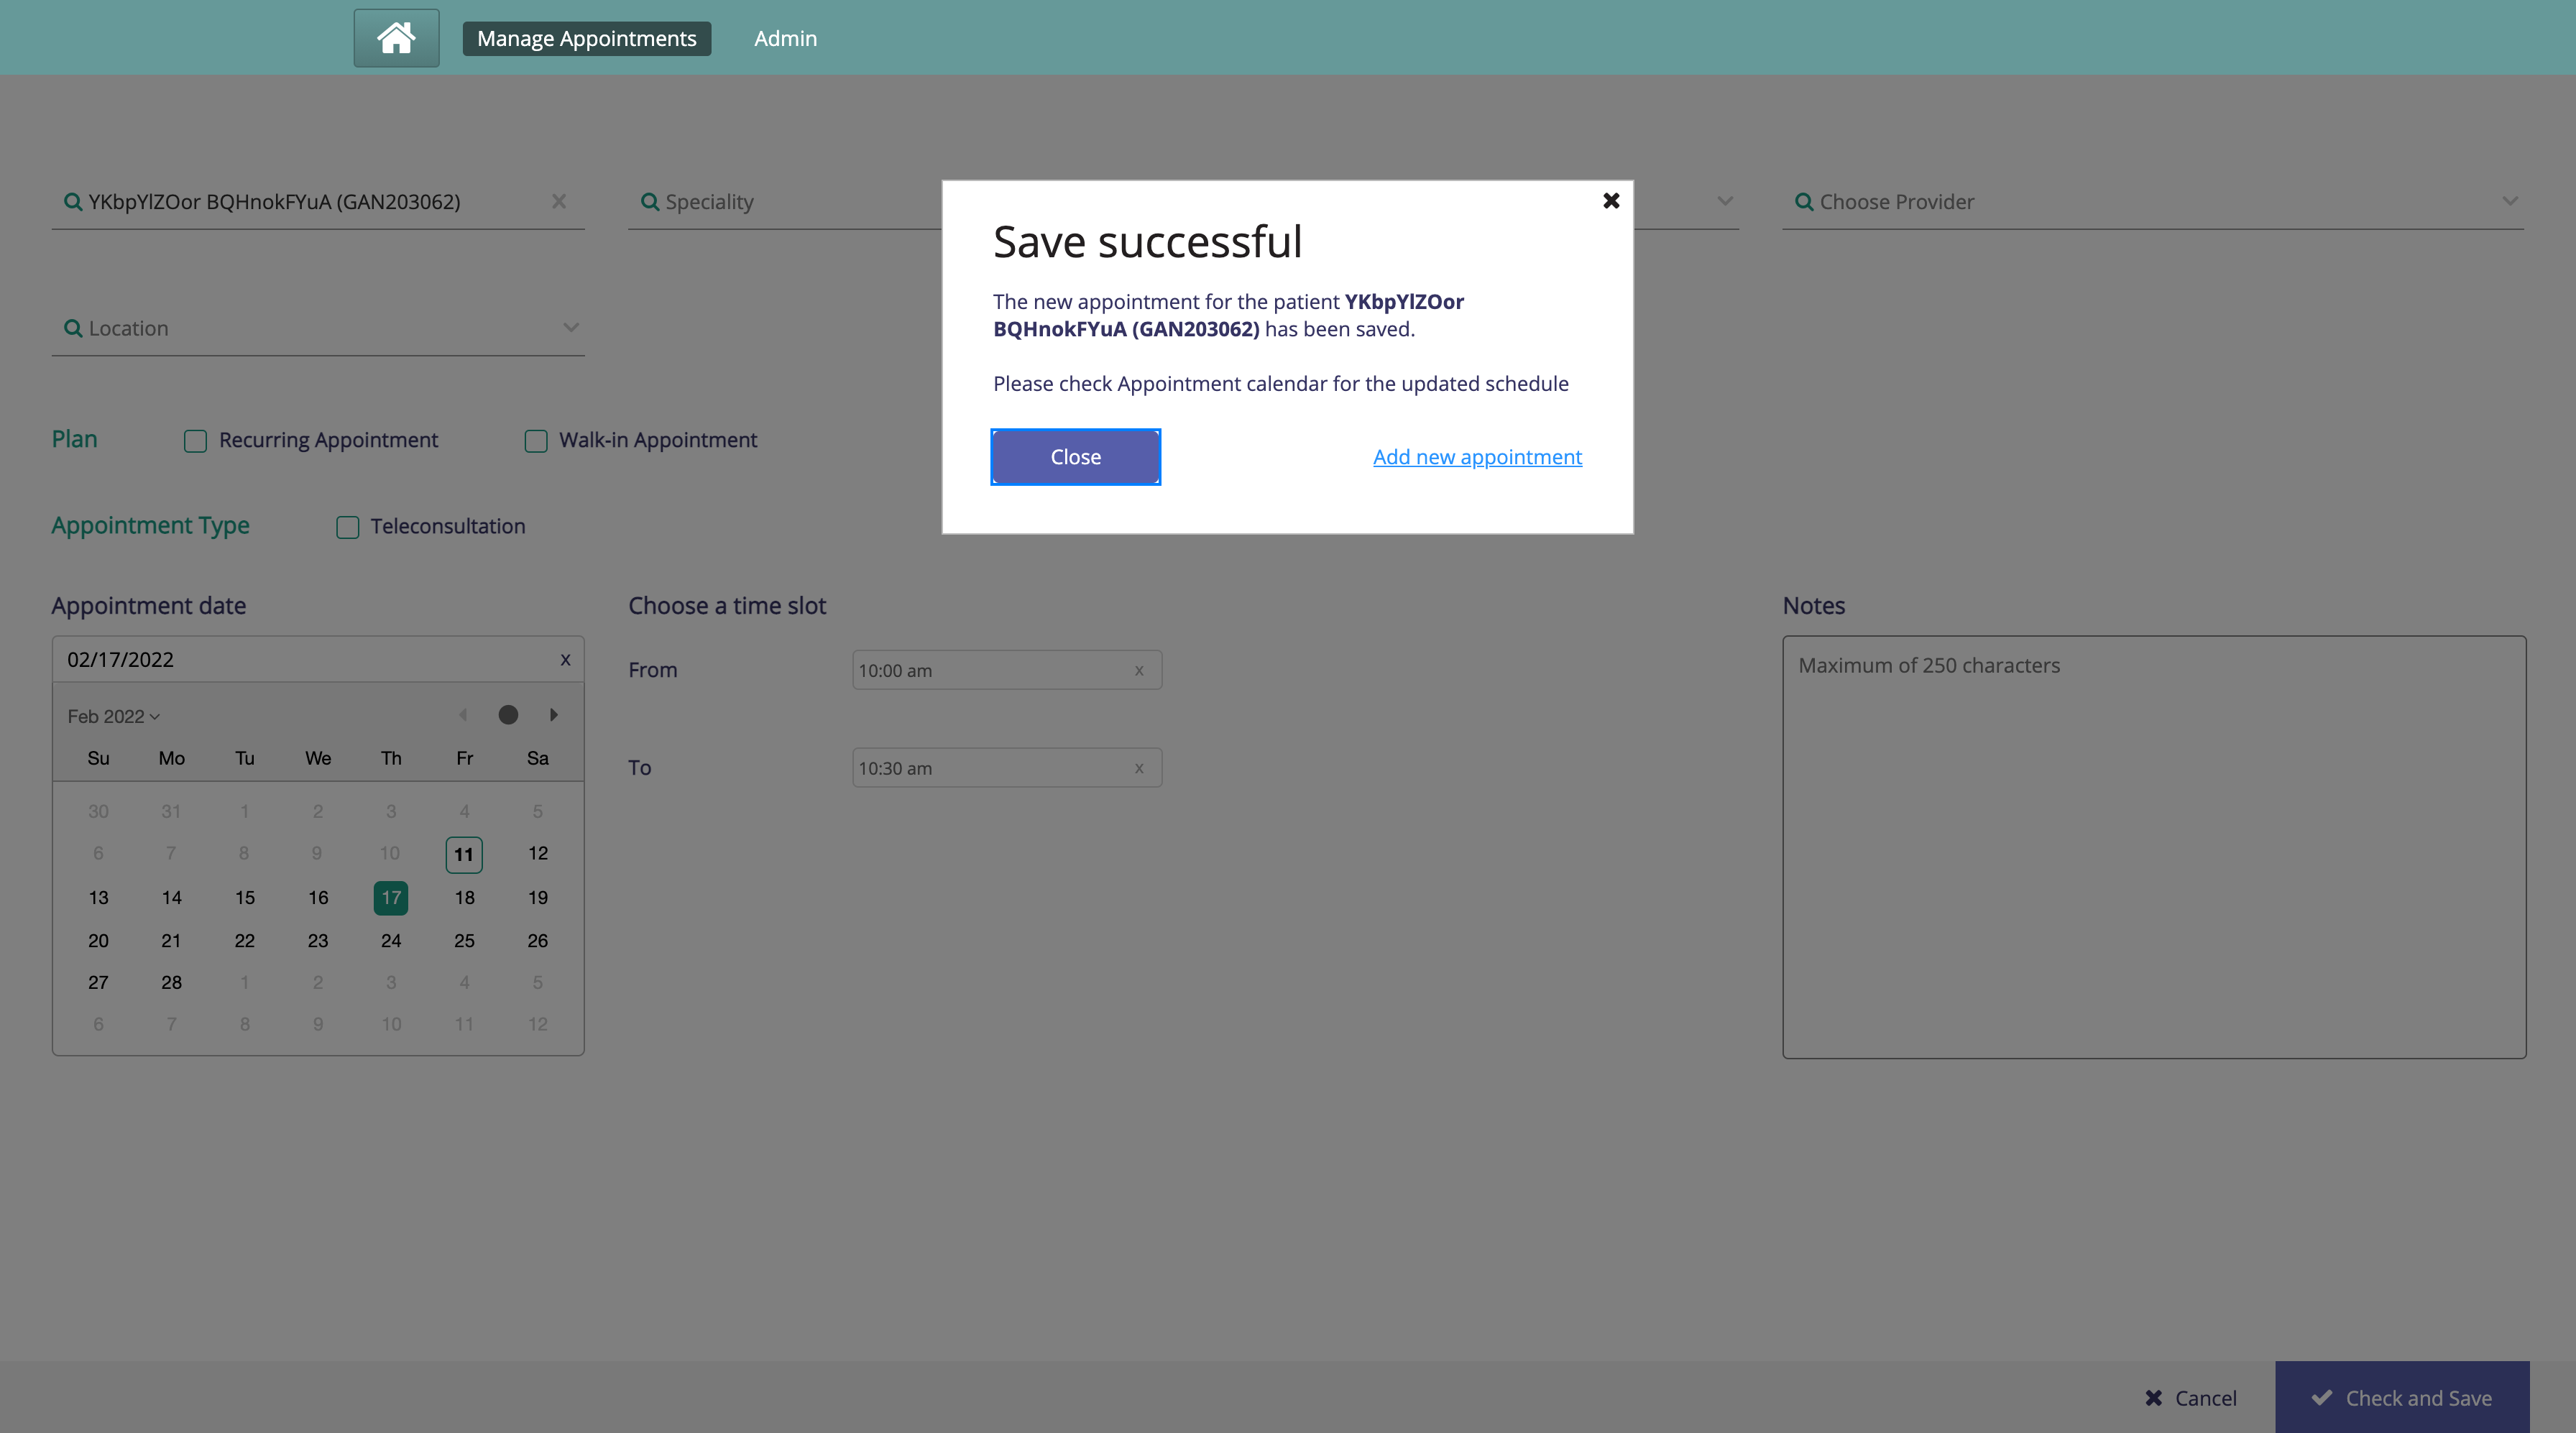 Manage Appointments
Admin
YKbpYlZOor BQHnokFYuA (GAN203062)
Speciality
Choose Provider
Location
Save successful
The new appointment for the patient YKbpYlZOor
BQHnokFYuA (GAN203062) has been saved.
Please check Appointment calendar for the updated schedule
Close
Add new appointment
Plan
Recurring Appointment
Walk-in Appointment
Appointment Type
Teleconsultation
Appointment date
02/17/2022 x
Feb 2022
Su Mo Tu We Th Fr Sa
30 31 1 2 3 4 5
6 7 8 9 10 11 12
13 14 15 16 17 18 19
20 21 22 23 24 25 26
27 28 1 2 3 4 5
6 7 8 9 10 11 12
Choose a time slot
From 10:00 am x
To 10:30 am x
Notes
Maximum of 250 characters
Cancel
Check and Save